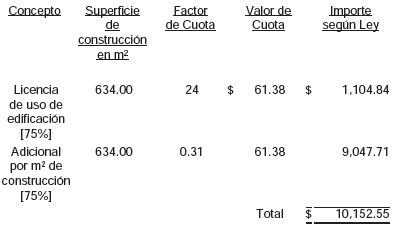 Concepto Superficie de construcción en m² Factor de Cuota Valor de Cuota Importe según Ley
Licencia de uso de edificación [75%] 634.00 24 $ 61.38 $ 1,104.84
Adicional por m² de construcción [75%] 634.00 0.31 61.38 9,047.71
Total $ 10,152.55